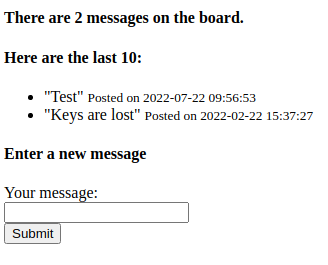 There are 2 messages on the board.
Here are the last 10:
"Test" Posted on 2022-07-22 09:56:53
"Keys are lost" Posted on 2022-02-22 15:37:27
Enter a new message
Your message:
Submit